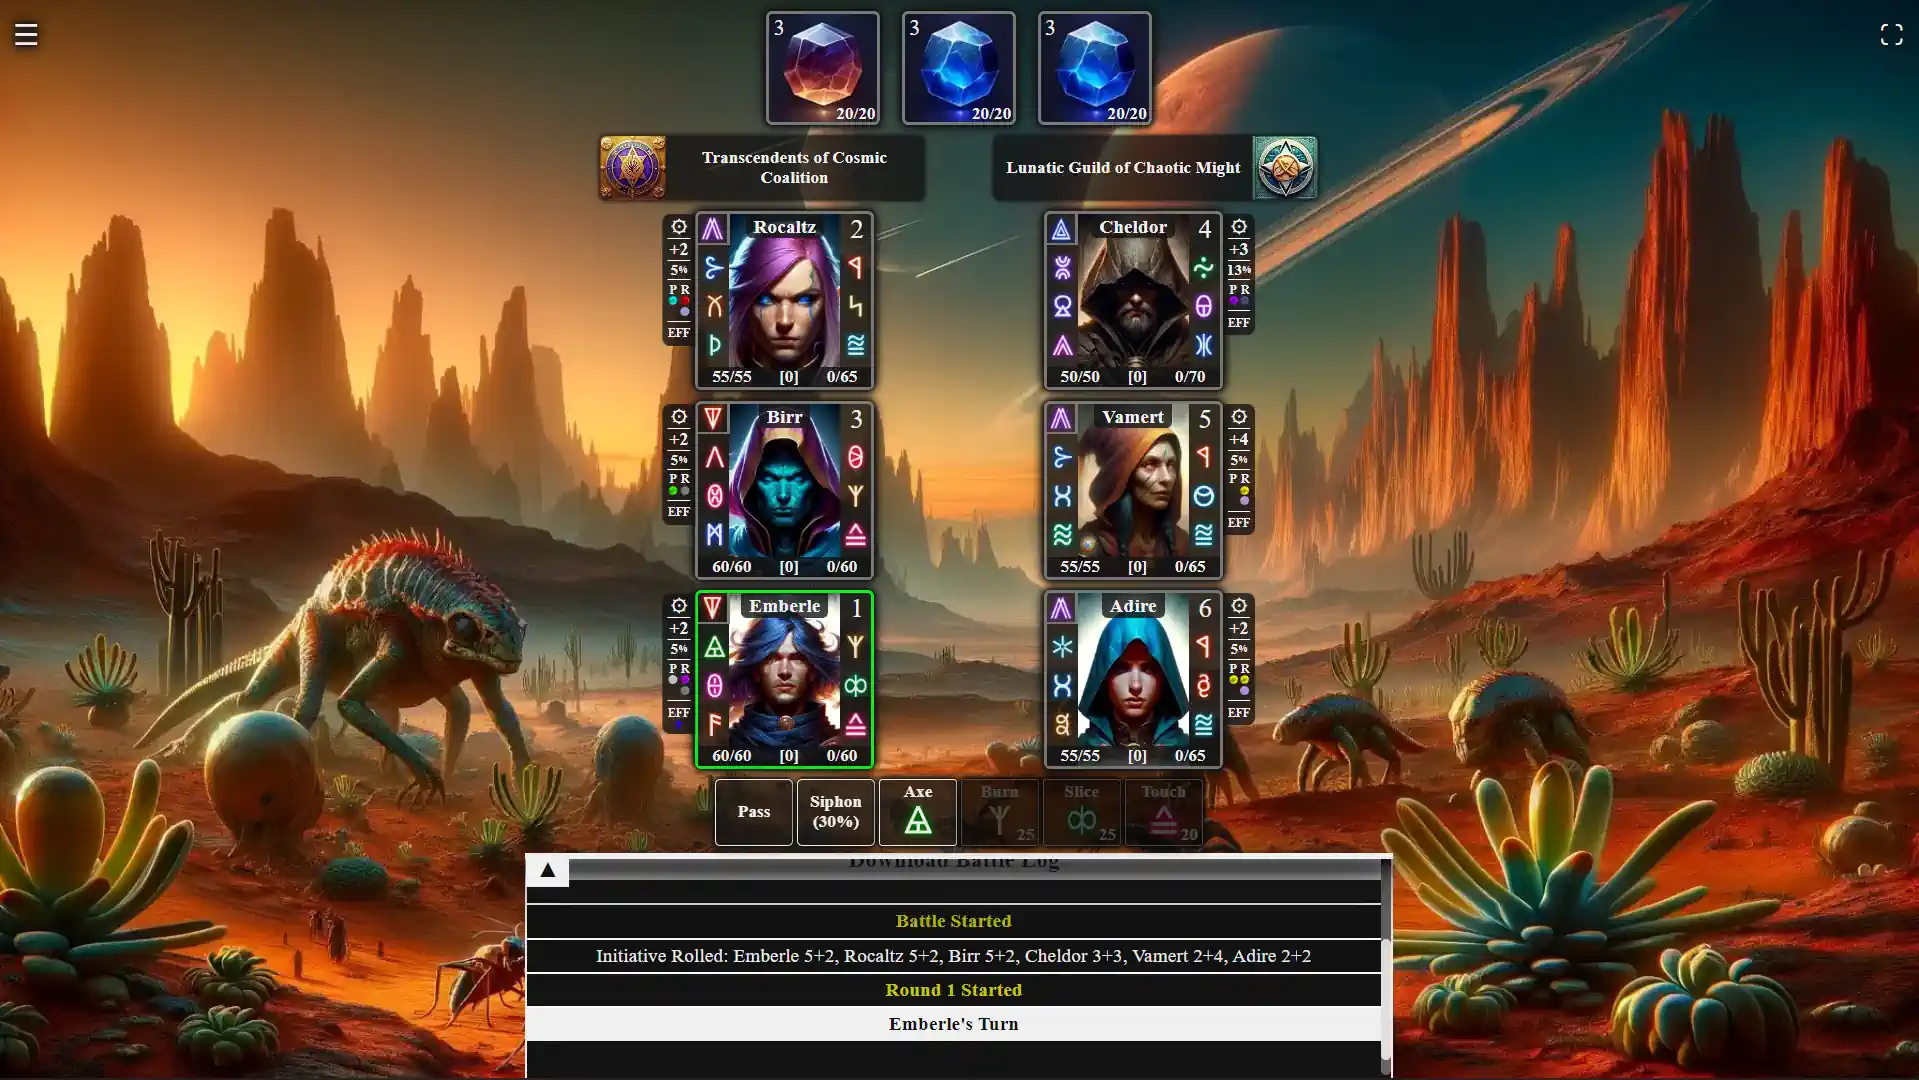 3
20/20
3
20/20
3
20/20
Transcendents of Cosmic
Coalition
Lunatic Guild of Chaotic Might
+2
5%
P R
EFF
Rocaltz
2
55/55
[0]
0/65
Cheldor
4
50/50
[0]
0/70
+3
13%
P R
EFF
+2
5%
P R
EFF
Birr
3
60/60
[0]
0/60
Vamert
5
55/55
[0]
0/65
+4
5%
P R
EFF
+2
5%
P R
EFF
Emberle
1
60/60
[0]
0/60
Adire
6
55/55
[0]
0/65
+2
5%
P R
EFF
Pass
Siphon
(30%)
Axe
Burn
25
Slice
25
Touch
20
Download Battle Log
Battle Started
Initiative Rolled: Emberle 5+2, Rocaltz 5+2, Birr 5+2, Cheldor 3+3, Vamert 2+4, Adire 2+2
Round 1 Started
Emberle's Turn